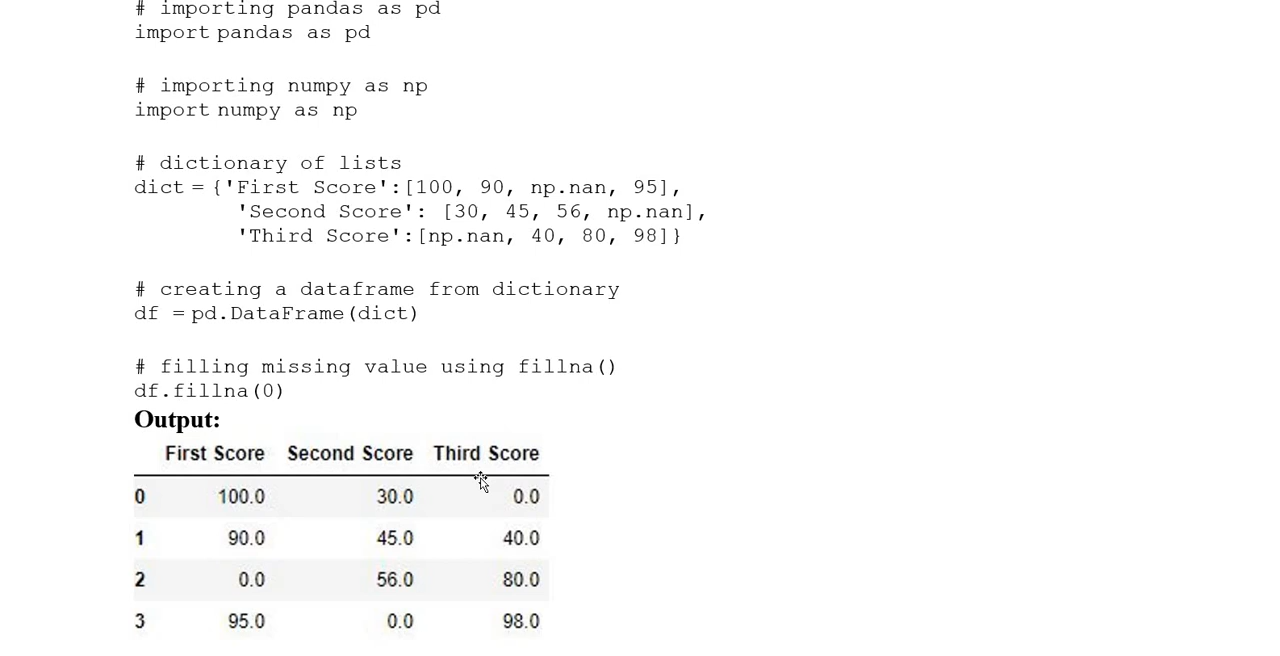 # importing pandas as pd
import pandas as pd
# importing numpy as np
import numpy as np
# dictionary of lists
dict = {'First Score':[100, 90, np.nan, 95],
'Second Score': [30, 45, 56, np.nan],
'Third Score':[np.nan, 40, 80, 98]}
# creating a dataframe from dictionary
df = pd.DataFrame(dict)
# filling missing value using fillna()
df.fillna(0)
Output:
First Score Second Score Third Score
0 100.0 30.0 0.0
1 90.0 45.0 40.0
2 0.0 56.0 80.0
3 95.0 0.0 98.0